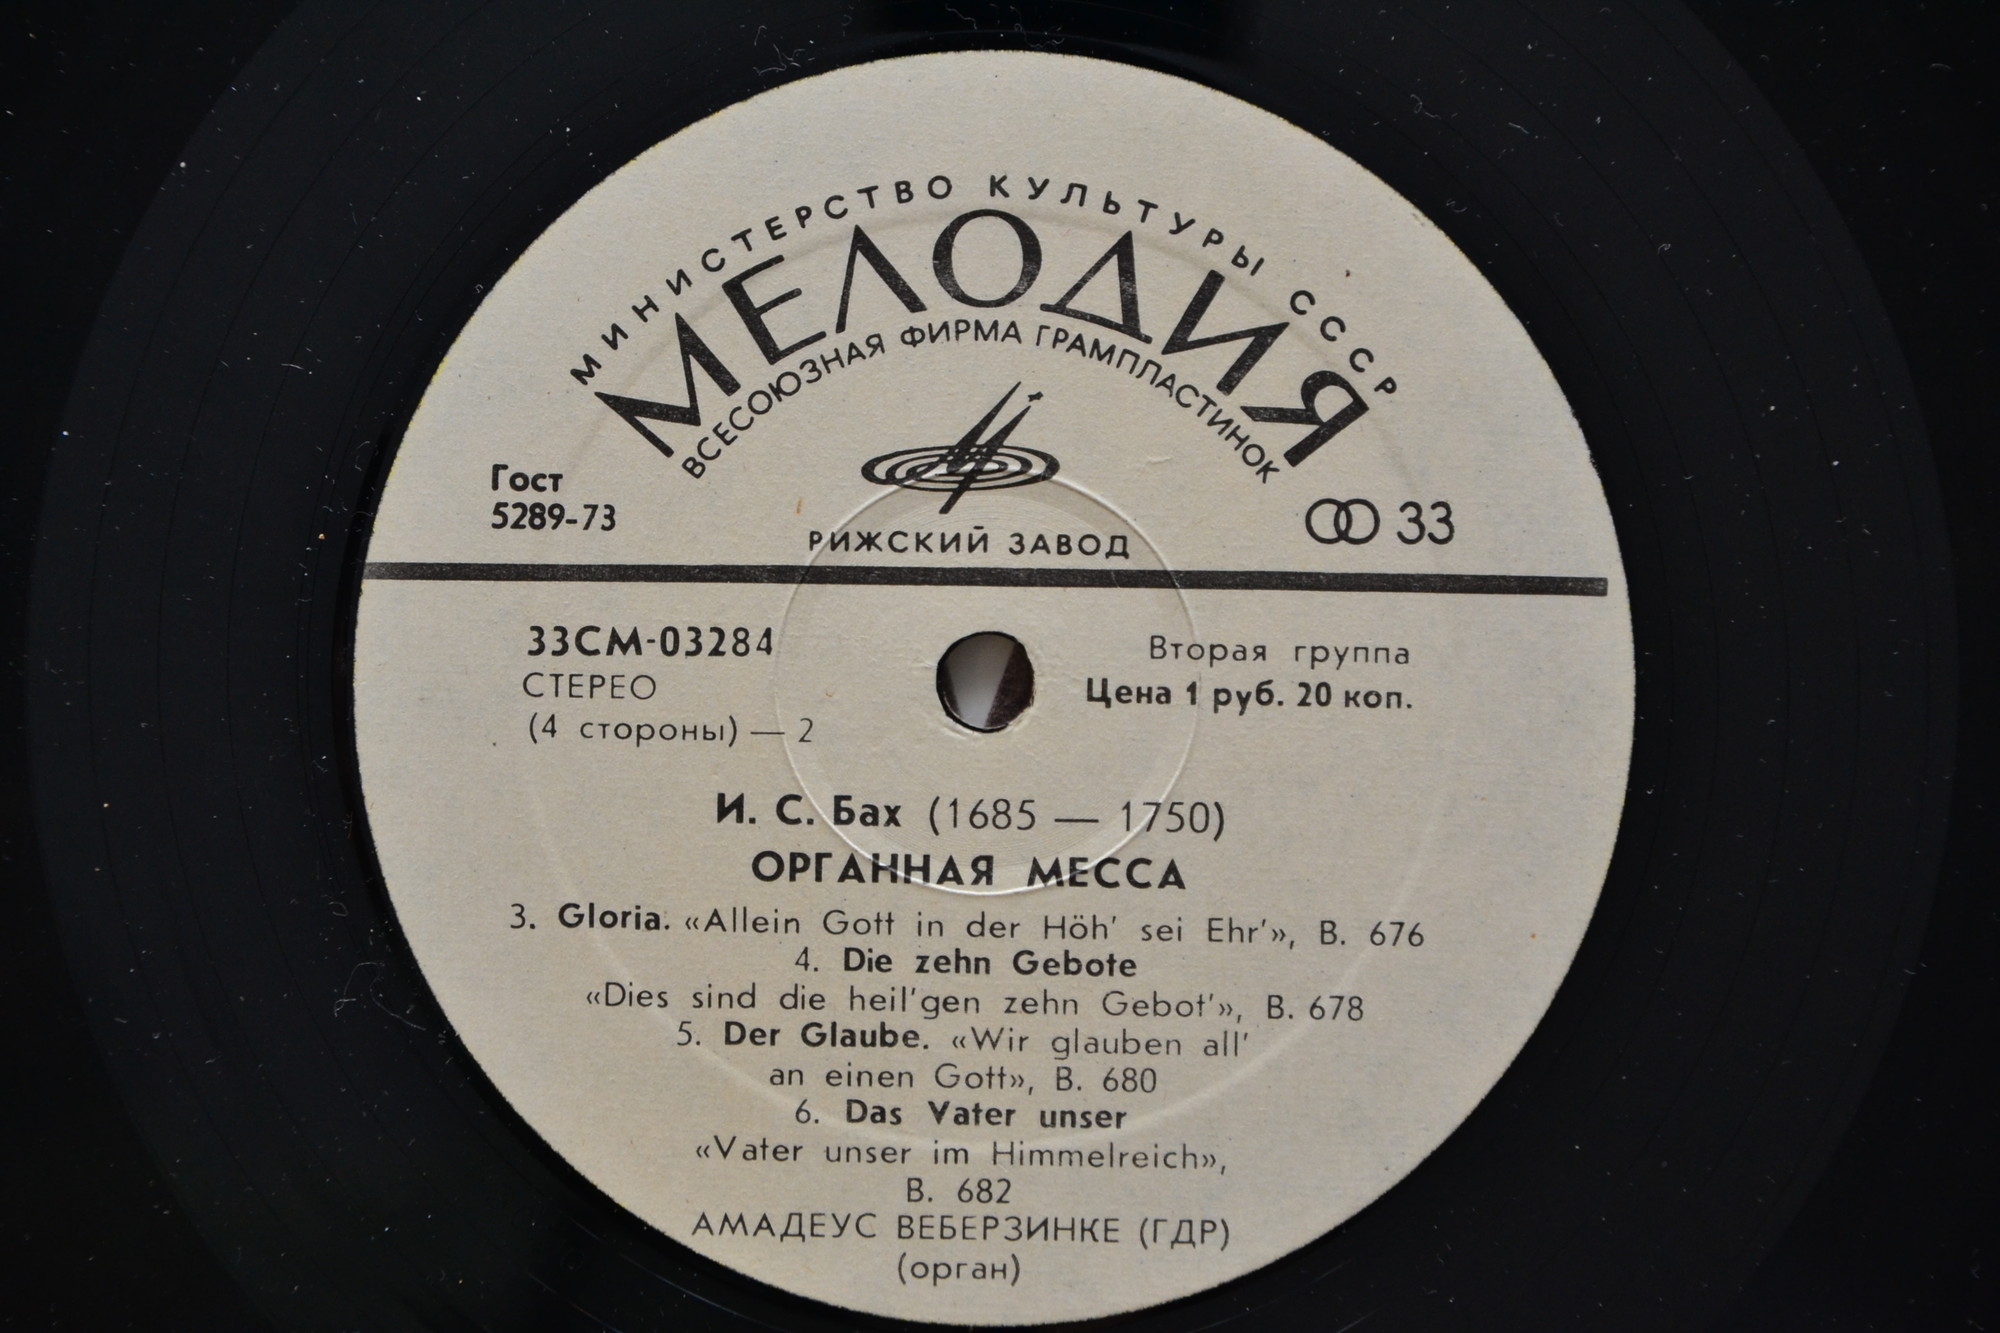 МИНИСТЕРСТВО КУЛЬТУРЫ СССР
МЕЛОДИЯ
ВСЕСОЮЗНАЯ ФИРМА ГРАМПЛАСТИНОК
Гост
5289-73
33
РИЖСКИЙ ЗАВОД
33СМ-03284
СТЕРЕО
(4 стороны) — 2
Вторая группа
Цена 1 руб. 20 коп.
И. С. Бах (1685 — 1750)
ОРГАННАЯ МЕССА
3. Gloria. «Allein Gott in der Höh' sei Ehr'», B. 676
4. Die zehn Gebote
«Dies sind die heil'gen zehn Gebot'», B. 678
5. Der Glaube. «Wir glauben all'
an einen Gott», B. 680
6. Das Vater unser
«Vater unser im Himmelreich»,
B. 682
АМАДЕУС ВЕБЕРЗИНКЕ (ГДР)
(орган)